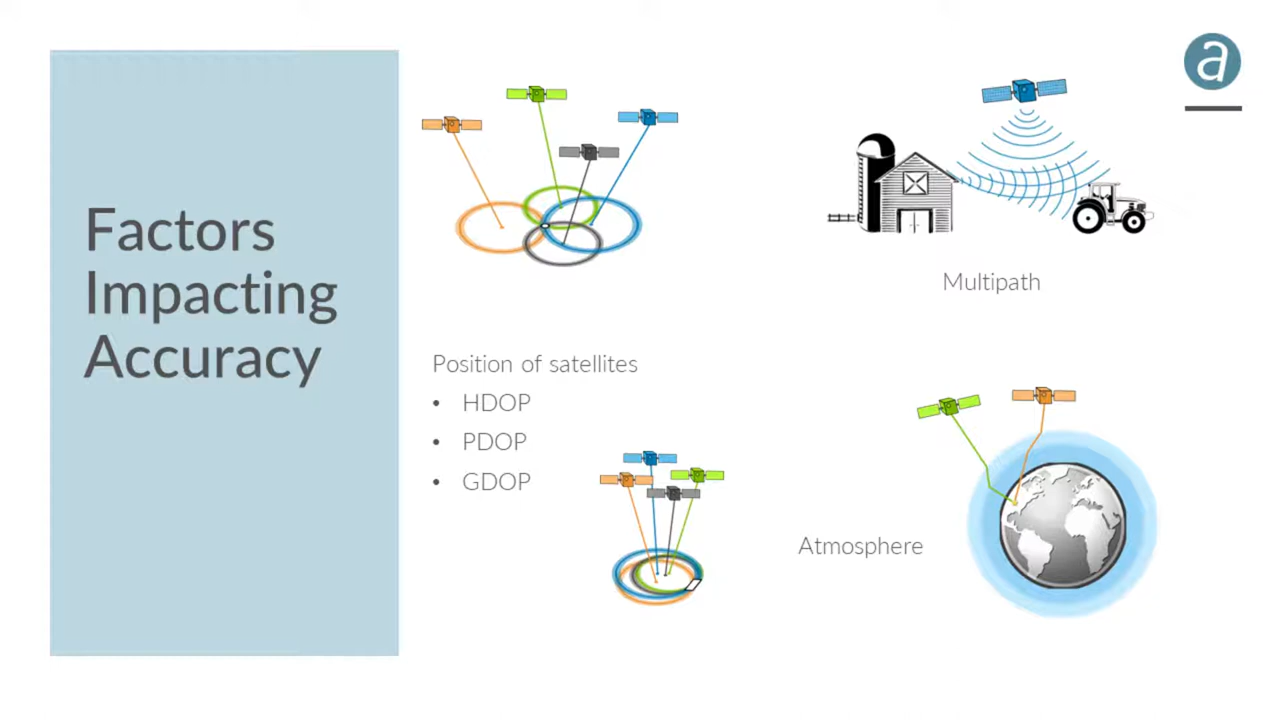 Factors
Impacting
Accuracy
Position of satellites
• HDOP
• PDOP
• GDOP
a
Multipath
Atmosphere